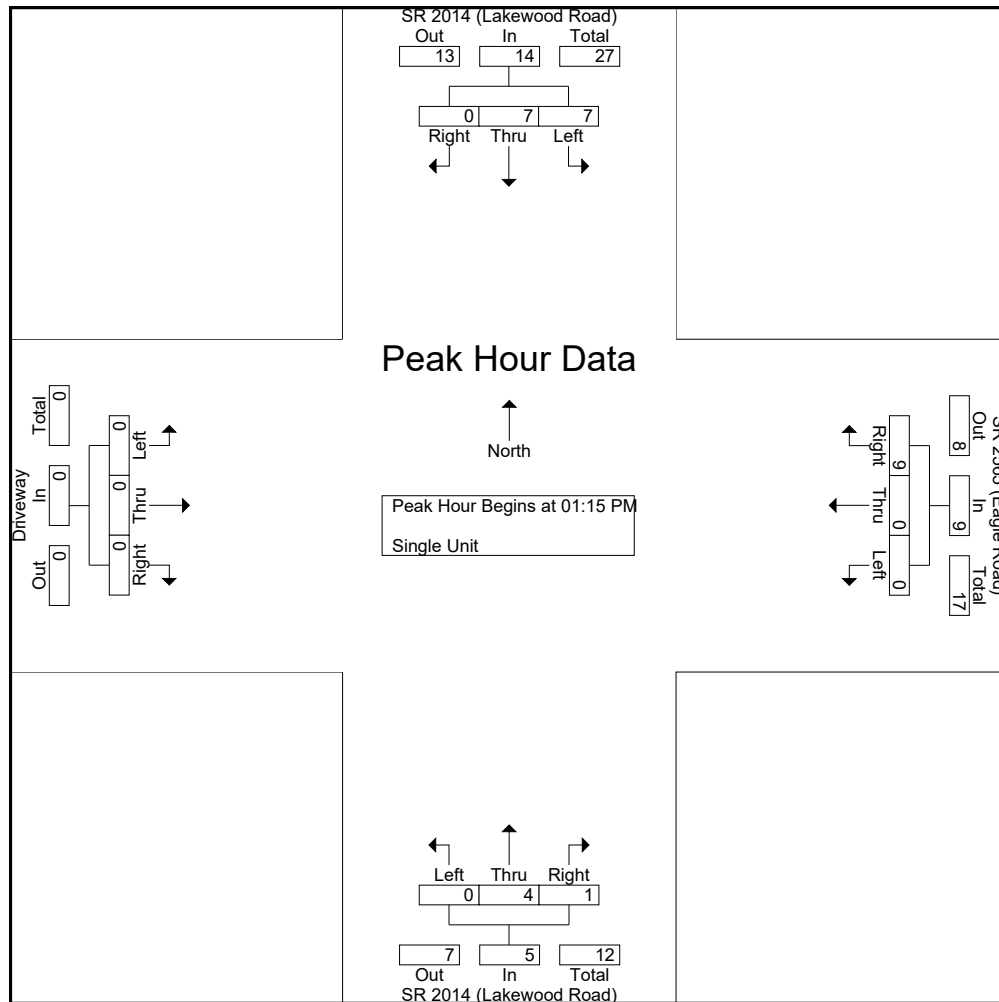 SR 2014 (Lakewood Road)
Out In Total
13 14 27
0 7 7
Right Thru Left
Peak Hour Data
North
Peak Hour Begins at 01:15 PM
Single Unit
Driveway
Out In Total
0 0 0
0 0 0
Right Thru Left
SR (Eagle Road)
Out In Total
8 9 17
9 0 0
Right Thru Left
Left Thru Right
0 4 1
7 5 12
Out In Total
SR 2014 (Lakewood Road)